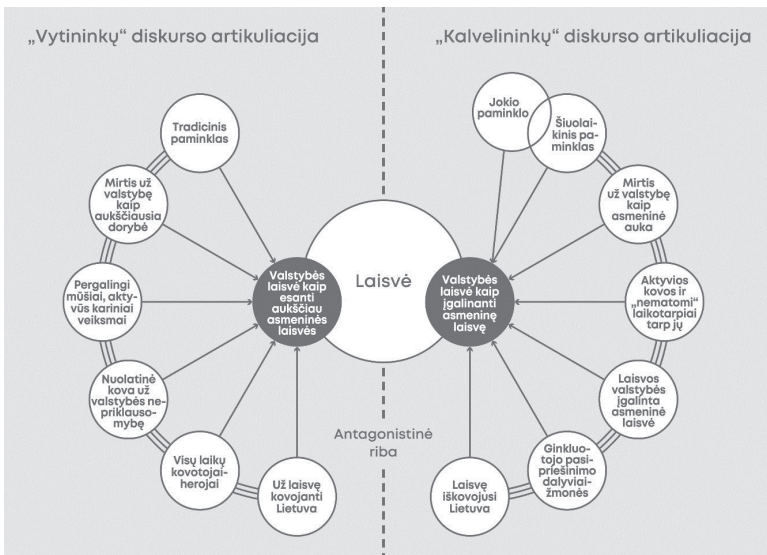 „Vytininkų“ diskurso artikuliacija
„Kalvelininkų“ diskurso artikuliacija
Tradicinis
paminklas
Mirtis už
valstybę
kaip
aukščiausia
dorybė
Pergalingi
mūšiai, akty-
vūs kariniai
veiksmai
Nuolatinė
kova už
valstybės ne-
priklauso-
mybę
Visų laikų
kovotojai-
herojai
Už laisvę
kovojanti
Lietuva
Valstybės
laisvė kaip
esanti
aukščiau
asmeninės
laisvės
Laisvė
Valstybės
laisvė kaip
įgalinanti
asmeninę
laisvę
Antagonistinė
riba
Jokio
paminklo
Šiuolai-
kinis pa-
minklas
Mirtis
už valstybę
kaip
asmeninė
auka
Aktyvios
kovos ir
„nematomi“
laikotarpiai
tarp jų
Laisvos
valstybės
įgalinta
asmeninė
laisvė
Ginkluo-
tojo pasi-
priešinimo
dalyviai-
žmonės
Laisvę
iškovojusi
Lietuva